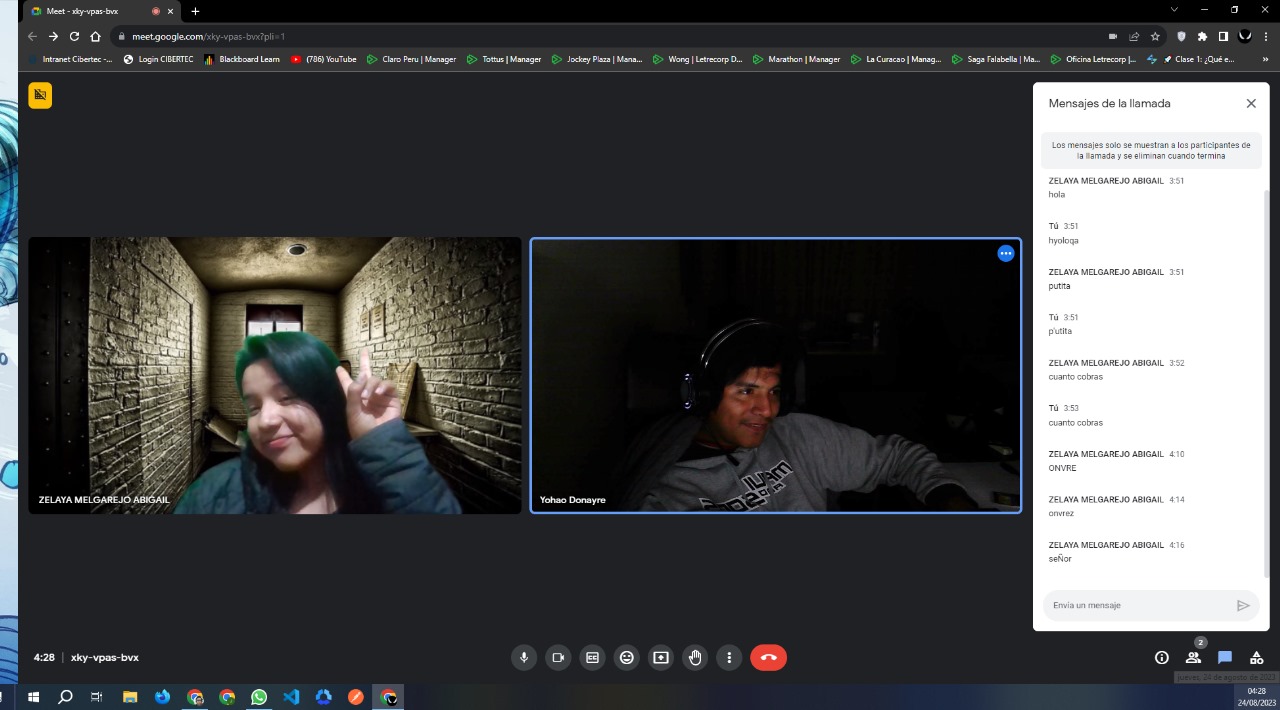 Meet - xky-vpas-bvx
meet.google.com/xky-vpas-bvx?pli=1
Intranet Cibertec -...
Login CIBERTEC
Blackboard Learn
(786) YouTube
Claro Peru | Manager
Tottus | Manager
Jockey Plaza | Mana...
Wong | Letrecorp D...
Marathon | Manager
La Curacao | Manag...
Saga Falabella | Ma...
Oficina Letrecorp |...
Clase 1: ¿Qué e...
»
Mensajes de la llamada
Los mensajes solo se muestran a los participantes de
la llamada y se eliminan cuando termina
ZELAYA MELGAREJO ABIGAIL 3:51
hola
Tú 3:51
hyoloqa
ZELAYA MELGAREJO ABIGAIL 3:51
putita
Tú 3:51
p'utita
ZELAYA MELGAREJO ABIGAIL 3:52
cuanto cobras
Tú 3:53
cuanto cobras
ZELAYA MELGAREJO ABIGAIL 4:10
ONVRE
ZELAYA MELGAREJO ABIGAIL 4:14
onvrez
ZELAYA MELGAREJO ABIGAIL 4:16
seÑor
Envía un mensaje
ZELAYA MELGAREJO ABIGAIL
Yohao Donayre
4:28 | xky-vpas-bvx
2
jueves, 24 de agosto de 2023
04:28
24/08/2023